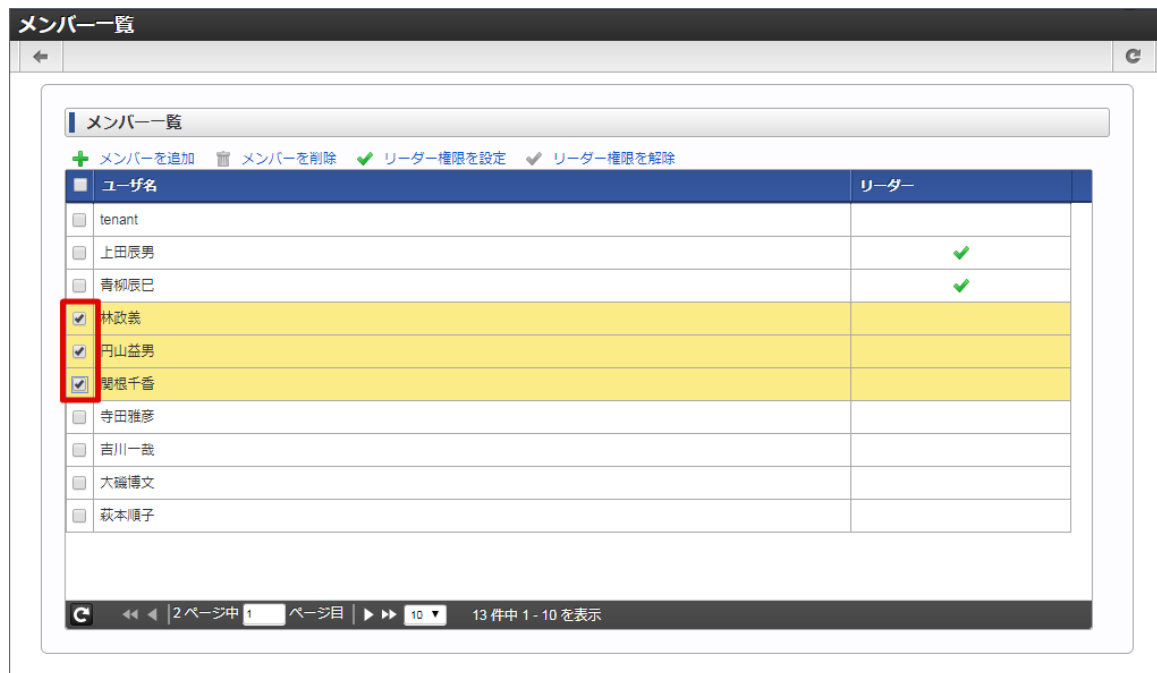 メンバー一覧
メンバー一覧
メンバーを追加 メンバーを削除 リーダー権限を設定 リーダー権限を解除
ユーザ名 リーダー
tenant
上田辰男
青柳辰巳
林政義
円山益男
関根千香
寺田雅彦
吉川一哉
大磯博文
萩本順子
2 ページ中 1 ページ目 10 13 件中 1 - 10 を表示